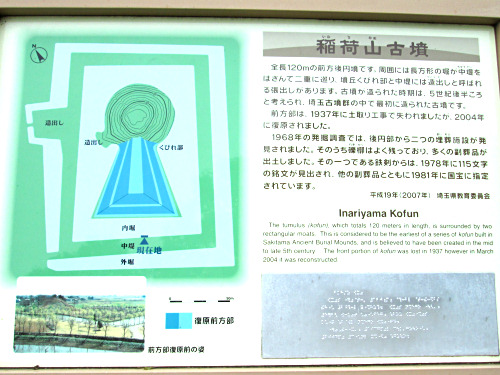 稲荷山古墳
全長120mの前方後円墳です。周囲には長方形の堀が中堤を
はさんで二重に巡り、墳丘くびれ部と中堤には造出しと呼ばれ
る張出しがあります。古墳が造られた時期は、5世紀後半ころ
と考えられ、埼玉古墳群の中で最初に造られた古墳です。
前方部は、1937年に土取り工事で失われましたが、2004年
に復原されました。
1968年の発掘調査では、後円部から二つの埋葬施設が発
見されました。そのうち礫槨はよく残っており、多くの副葬品が
出土しました。その一つである鉄剣からは、1978年に115文字
の銘文が見出され、他の副葬品とともに1981年に国宝に指定
されています。
平成19年(2007年) 埼玉県教育委員会
Inariyama Kofun
The tumulus (kofun), which totals 120 meters in length, is surrounded by two
rectangular moats. This is considered to be the earliest of a series of kofun built in
Sakitama Ancient Burial Mounds, and is believed to have been created in the mid
to late 5th century. The front portion of kofun was lost in 1937 however in March
2004 it was reconstructed.
造出し
造出し
くびれ部
内堀
中堤
現在地
外堀
復原前方部
前方部復原前の姿